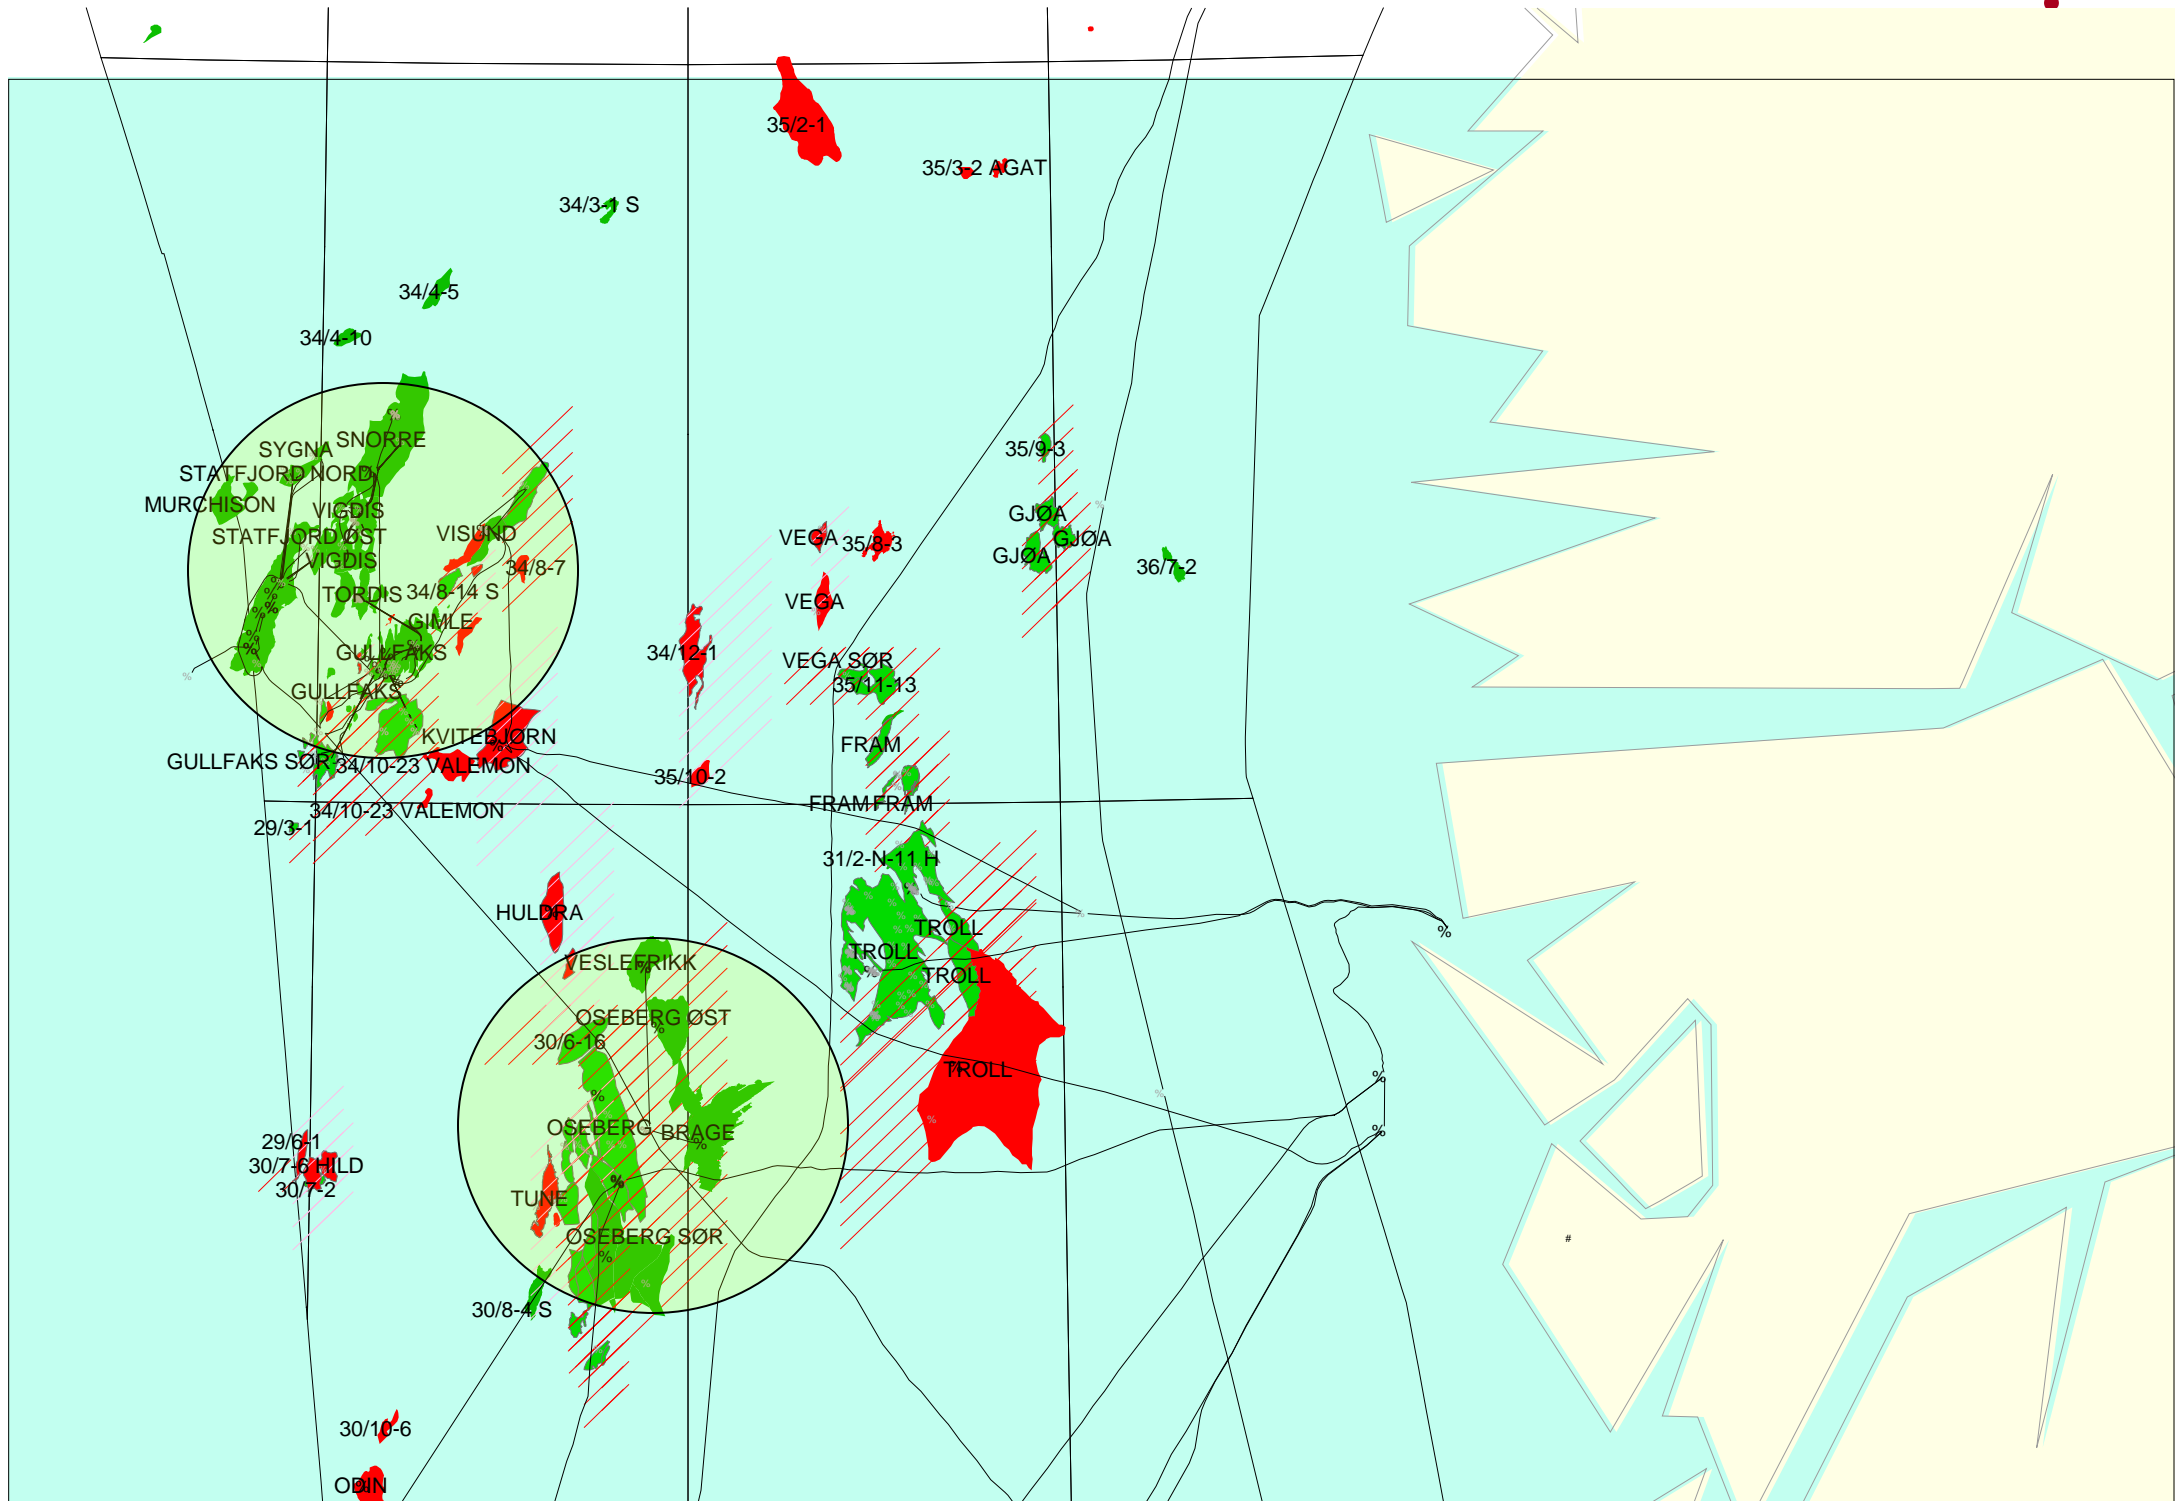 35/2-1
35/3-2 AGAT
34/3-1 S
34/4-5
34/4-10
SNORRE
SYGNA
STATFJORD NORD
35/9-3
MURCHISON
VIGDIS
GJØA
VISUND
STATFJORD ØST
VEGA
35/8-3
GJØA
GJØA
VIGDIS
34/8-7
36/7-2
TORDIS
34/8-14 S
VEGA
GIMLE
GULLFAKS
34/12-1
VEGA SØR
35/11-13
GULLFAKS
KVITEBJØRN
FRAM
GULLFAKS SØR
34/10-23 VALEMON
35/10-2
FRAM
FRAM
34/10-23 VALEMON
29/3-1
31/2-N-11 H
HULDRA
TROLL
TROLL
VESLEFRIKK
TROLL
OSEBERG ØST
30/6-16
TROLL
OSEBERG
BRAGE
29/6-1
30/7-6 HILD
30/7-2
TUNE
OSEBERG SØR
#
30/8-4 S
30/10-6
ODIN